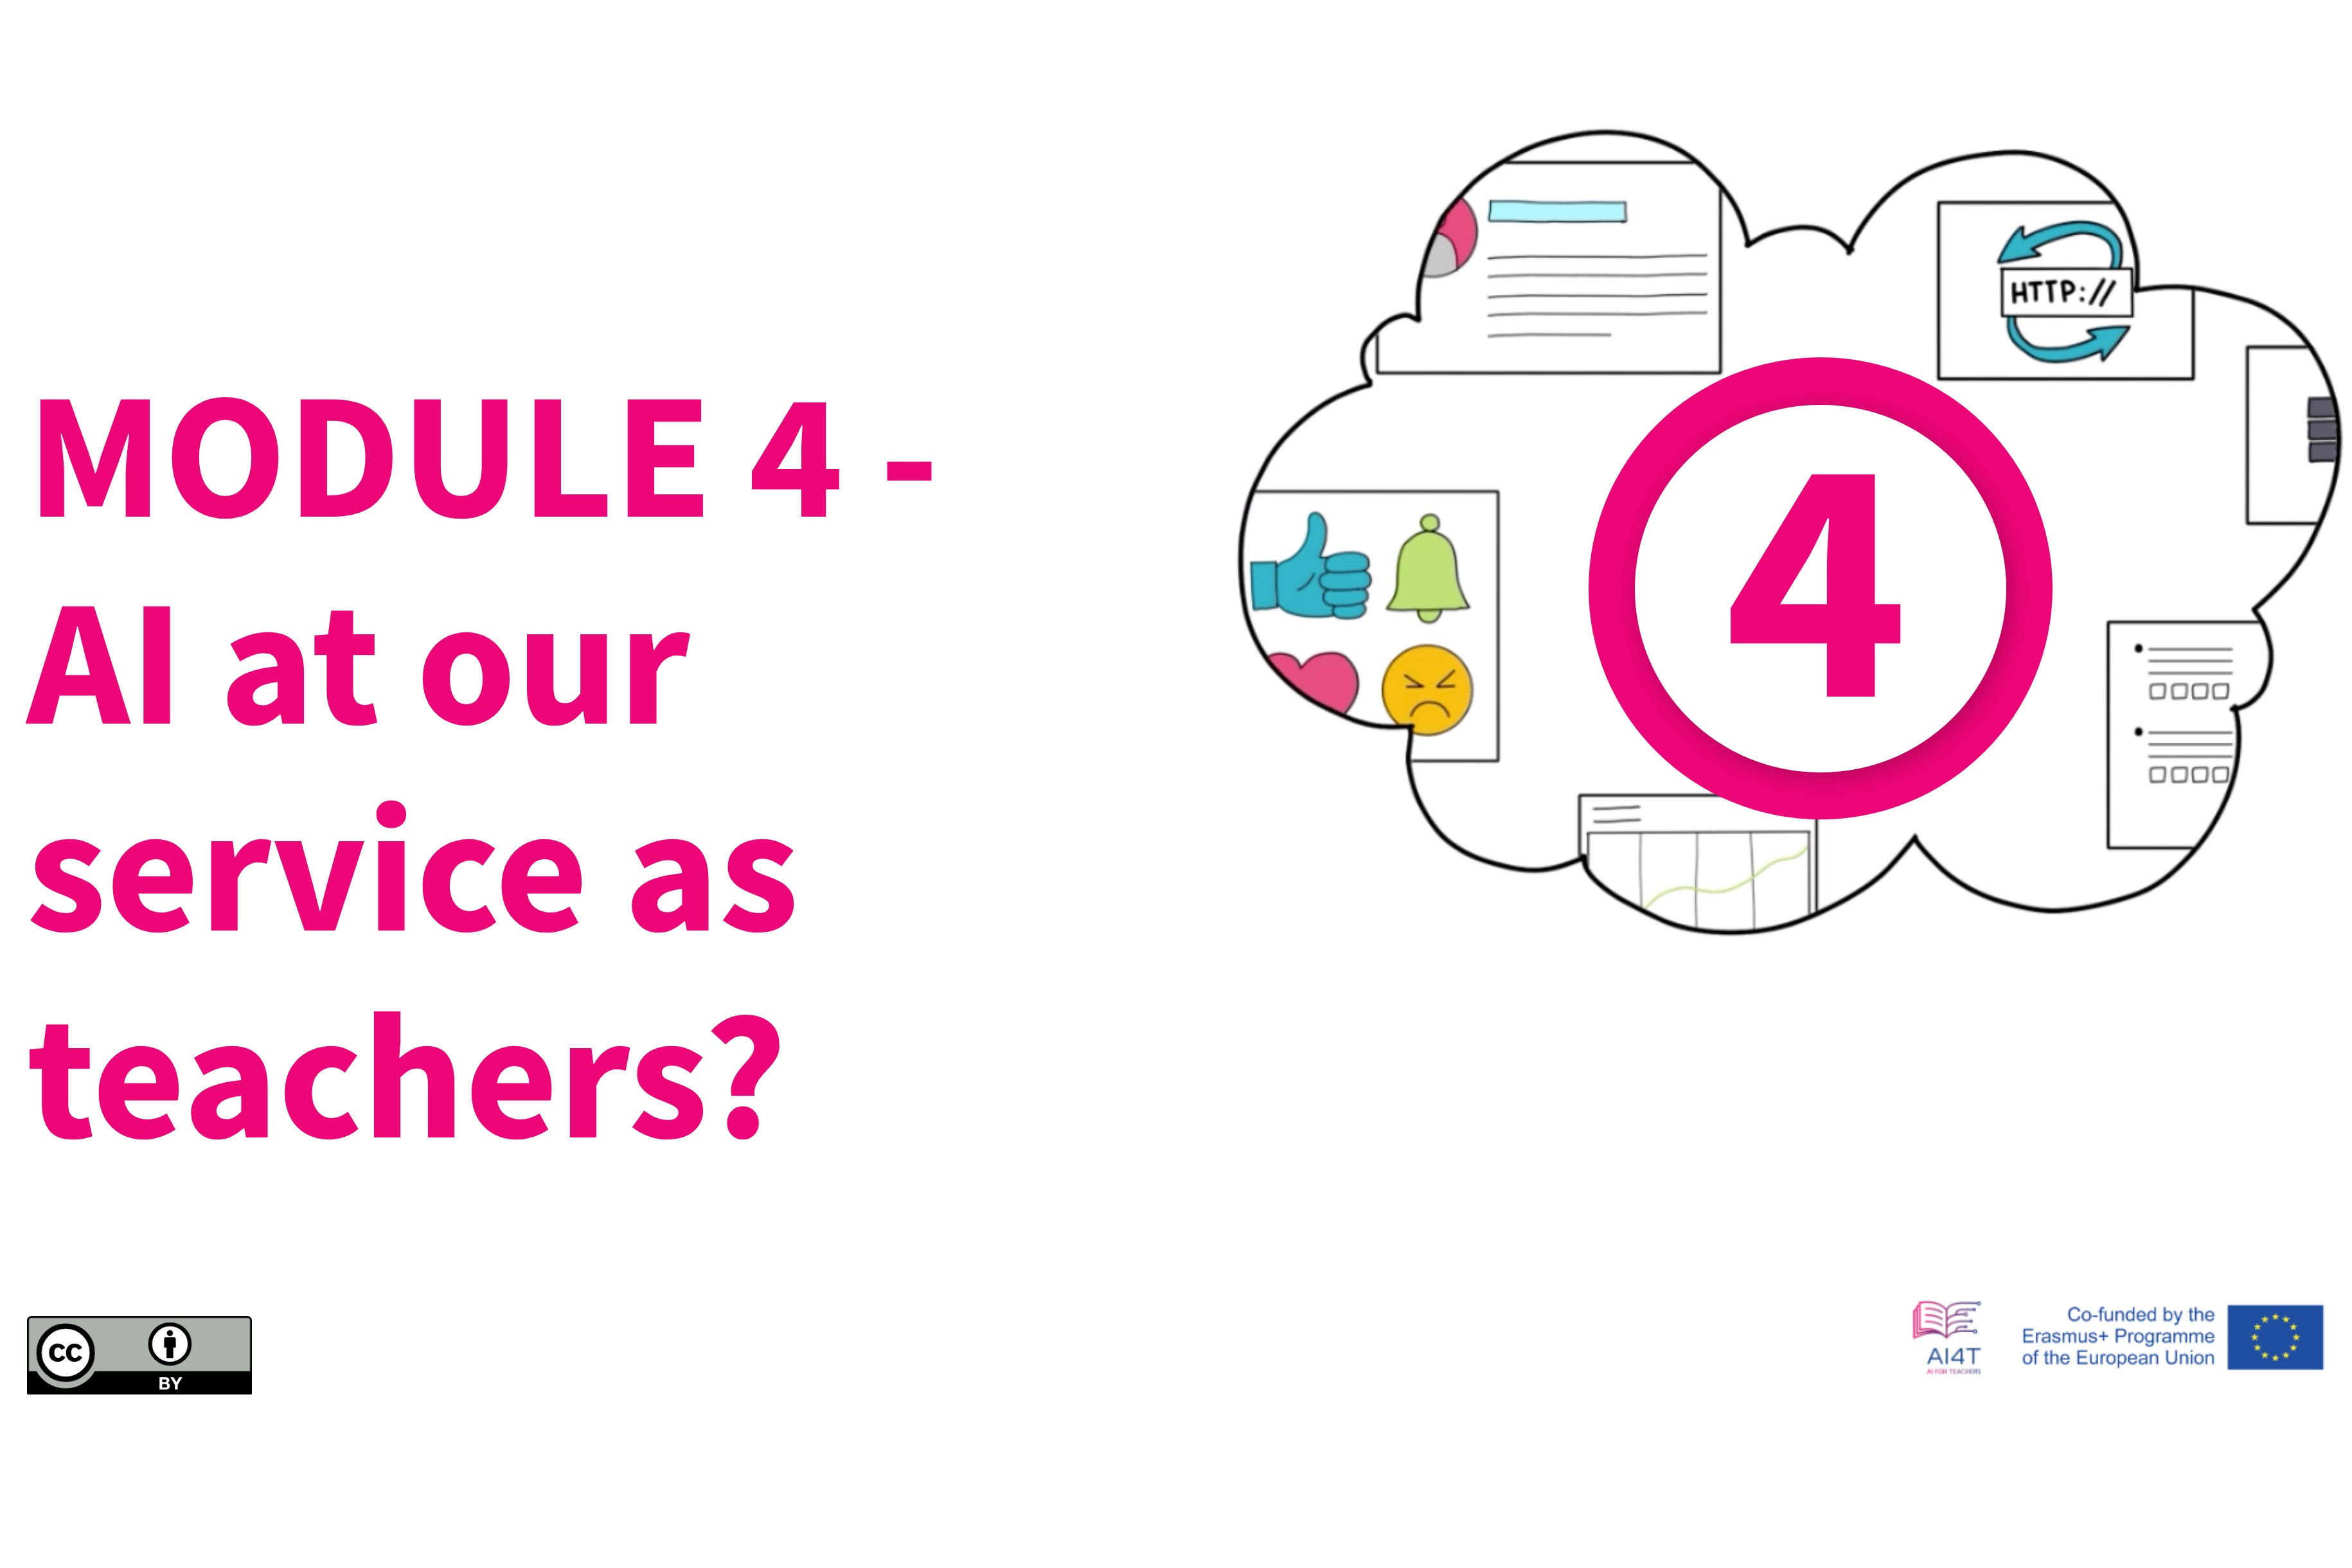 MODULE 4 -
AI at our
service as
teachers?
HTTP://
4
CC
BY
AI4T
AI FOR TEACHERS
Co-funded by the
Erasmus+ Programme
of the European Union